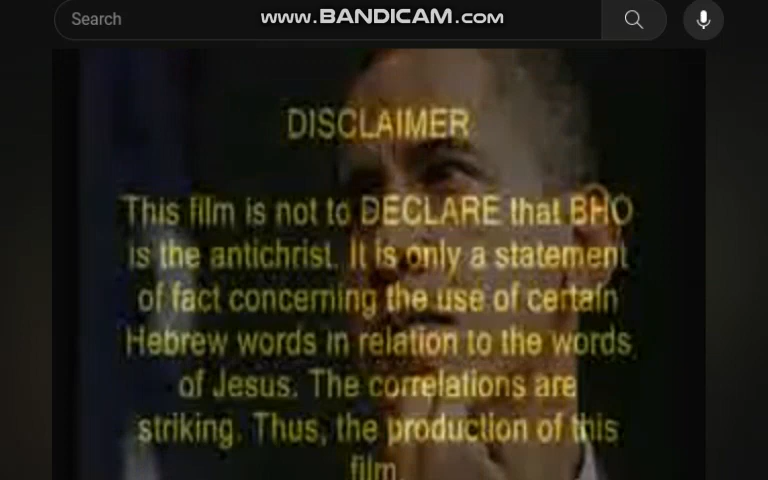 Search
www.BANDICAM.com
DISCLAIMER
This film is not to DECLARE that BHO
is the antichrist. It is only a statement
of fact concerning the use of certain
Hebrew words in relation to the words
of Jesus. The correlations are
striking. Thus, the production of this
film.